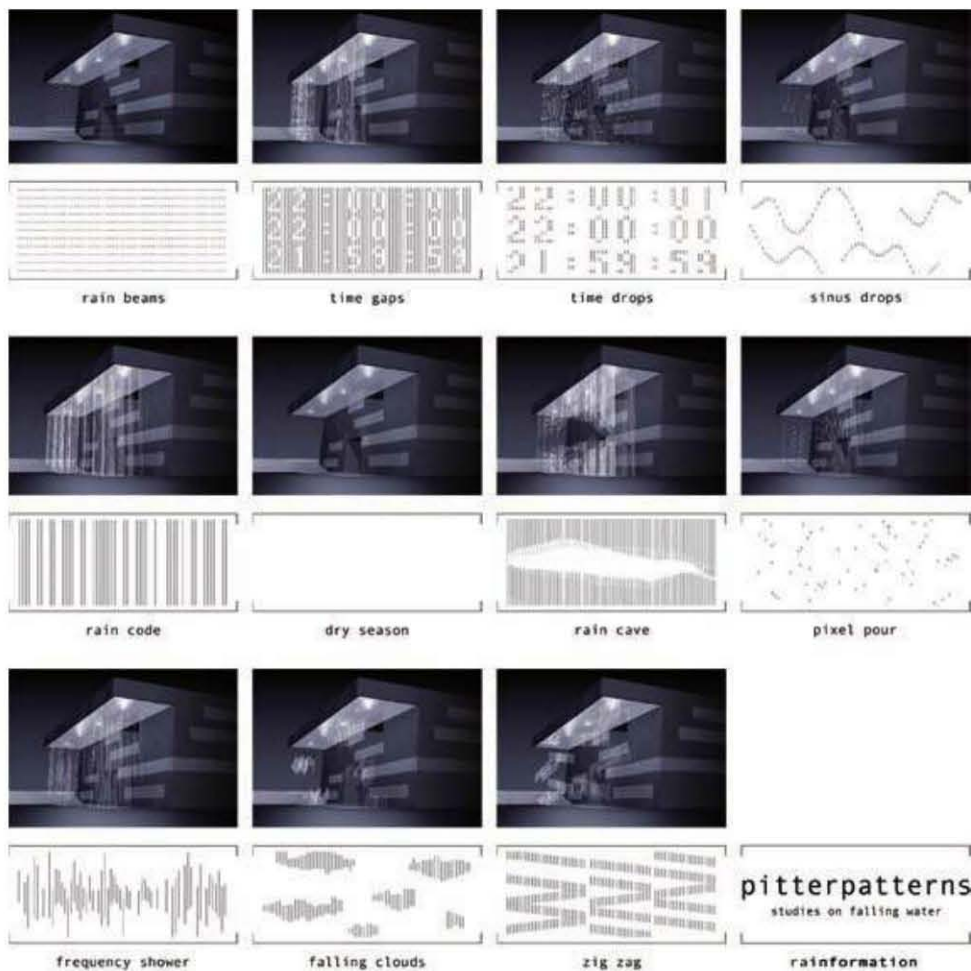 rain beams
time gaps
22:00:01
22:00:00
21:59:59
time drops
sinus drops
rain code
dry season
rain cave
pixel pour
frequency shower
falling clouds
zig zag
pitterpatterns
studies on falling water
rainformation